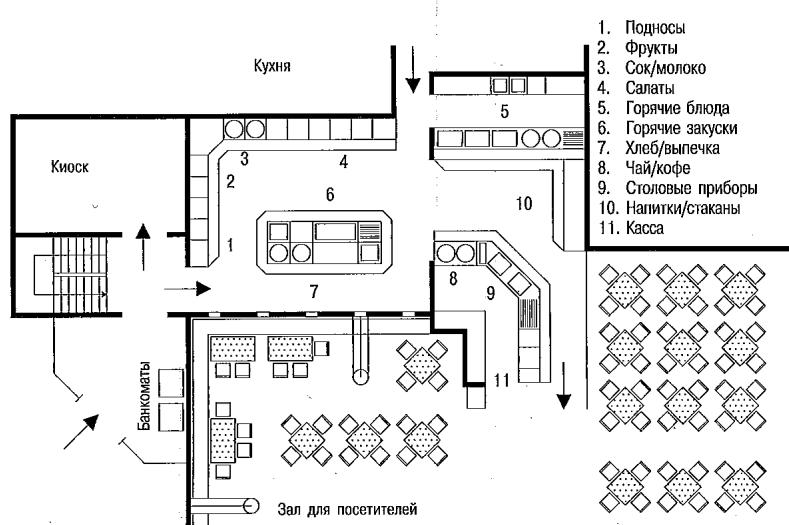 Кухня
Киоск
1. Подносы
2. Фрукты
3. Сок/молоко
4. Салаты
5. Горячие блюда
6. Горячие закуски
7. Хлеб/выпечка
8. Чай/кофе
9. Столовые приборы
10. Напитки/стаканы
11. Касса
5
3
4
2
6
10
1
8
9
7
11
Банкоматы
Зал для посетителей